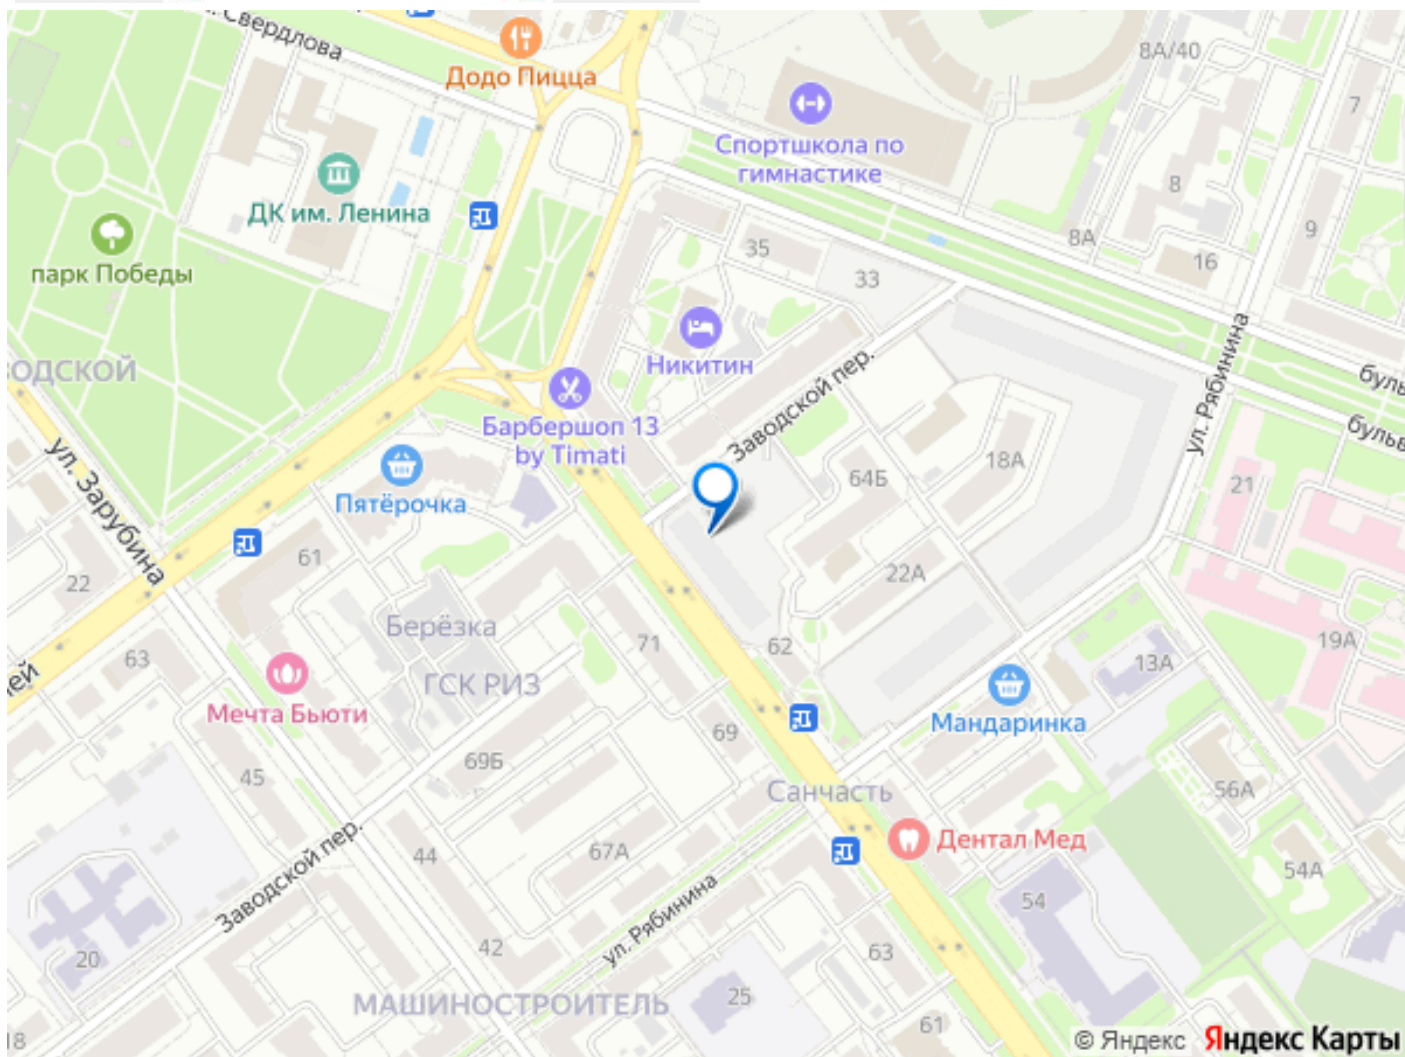 Свердлова
Додо Пицца
8А/40
7
Спортшкола по
гимнастике
ДК им. Ленина
8
парк Победы
35
8А
9
16
33
Никитин
ул. Рябинина
Заводской пер.
Барбершоп 13
by Timati
Пятёрочка
ул. Зарубина
64Б
18А
21
61
22
22А
Берёзка
71
62
63
ГСК РИЗ
19А
13А
Мечта Бьюти
Мандаринка
69
69Б
45
Санчасть
56А
44
67А
Дентал Мед
54А
Заводской пер.
ул. Рябинина
54
42
63
20
МАШИНОСТРОИТЕЛЬ
25
61
18
© Яндекс Яндекс Карты